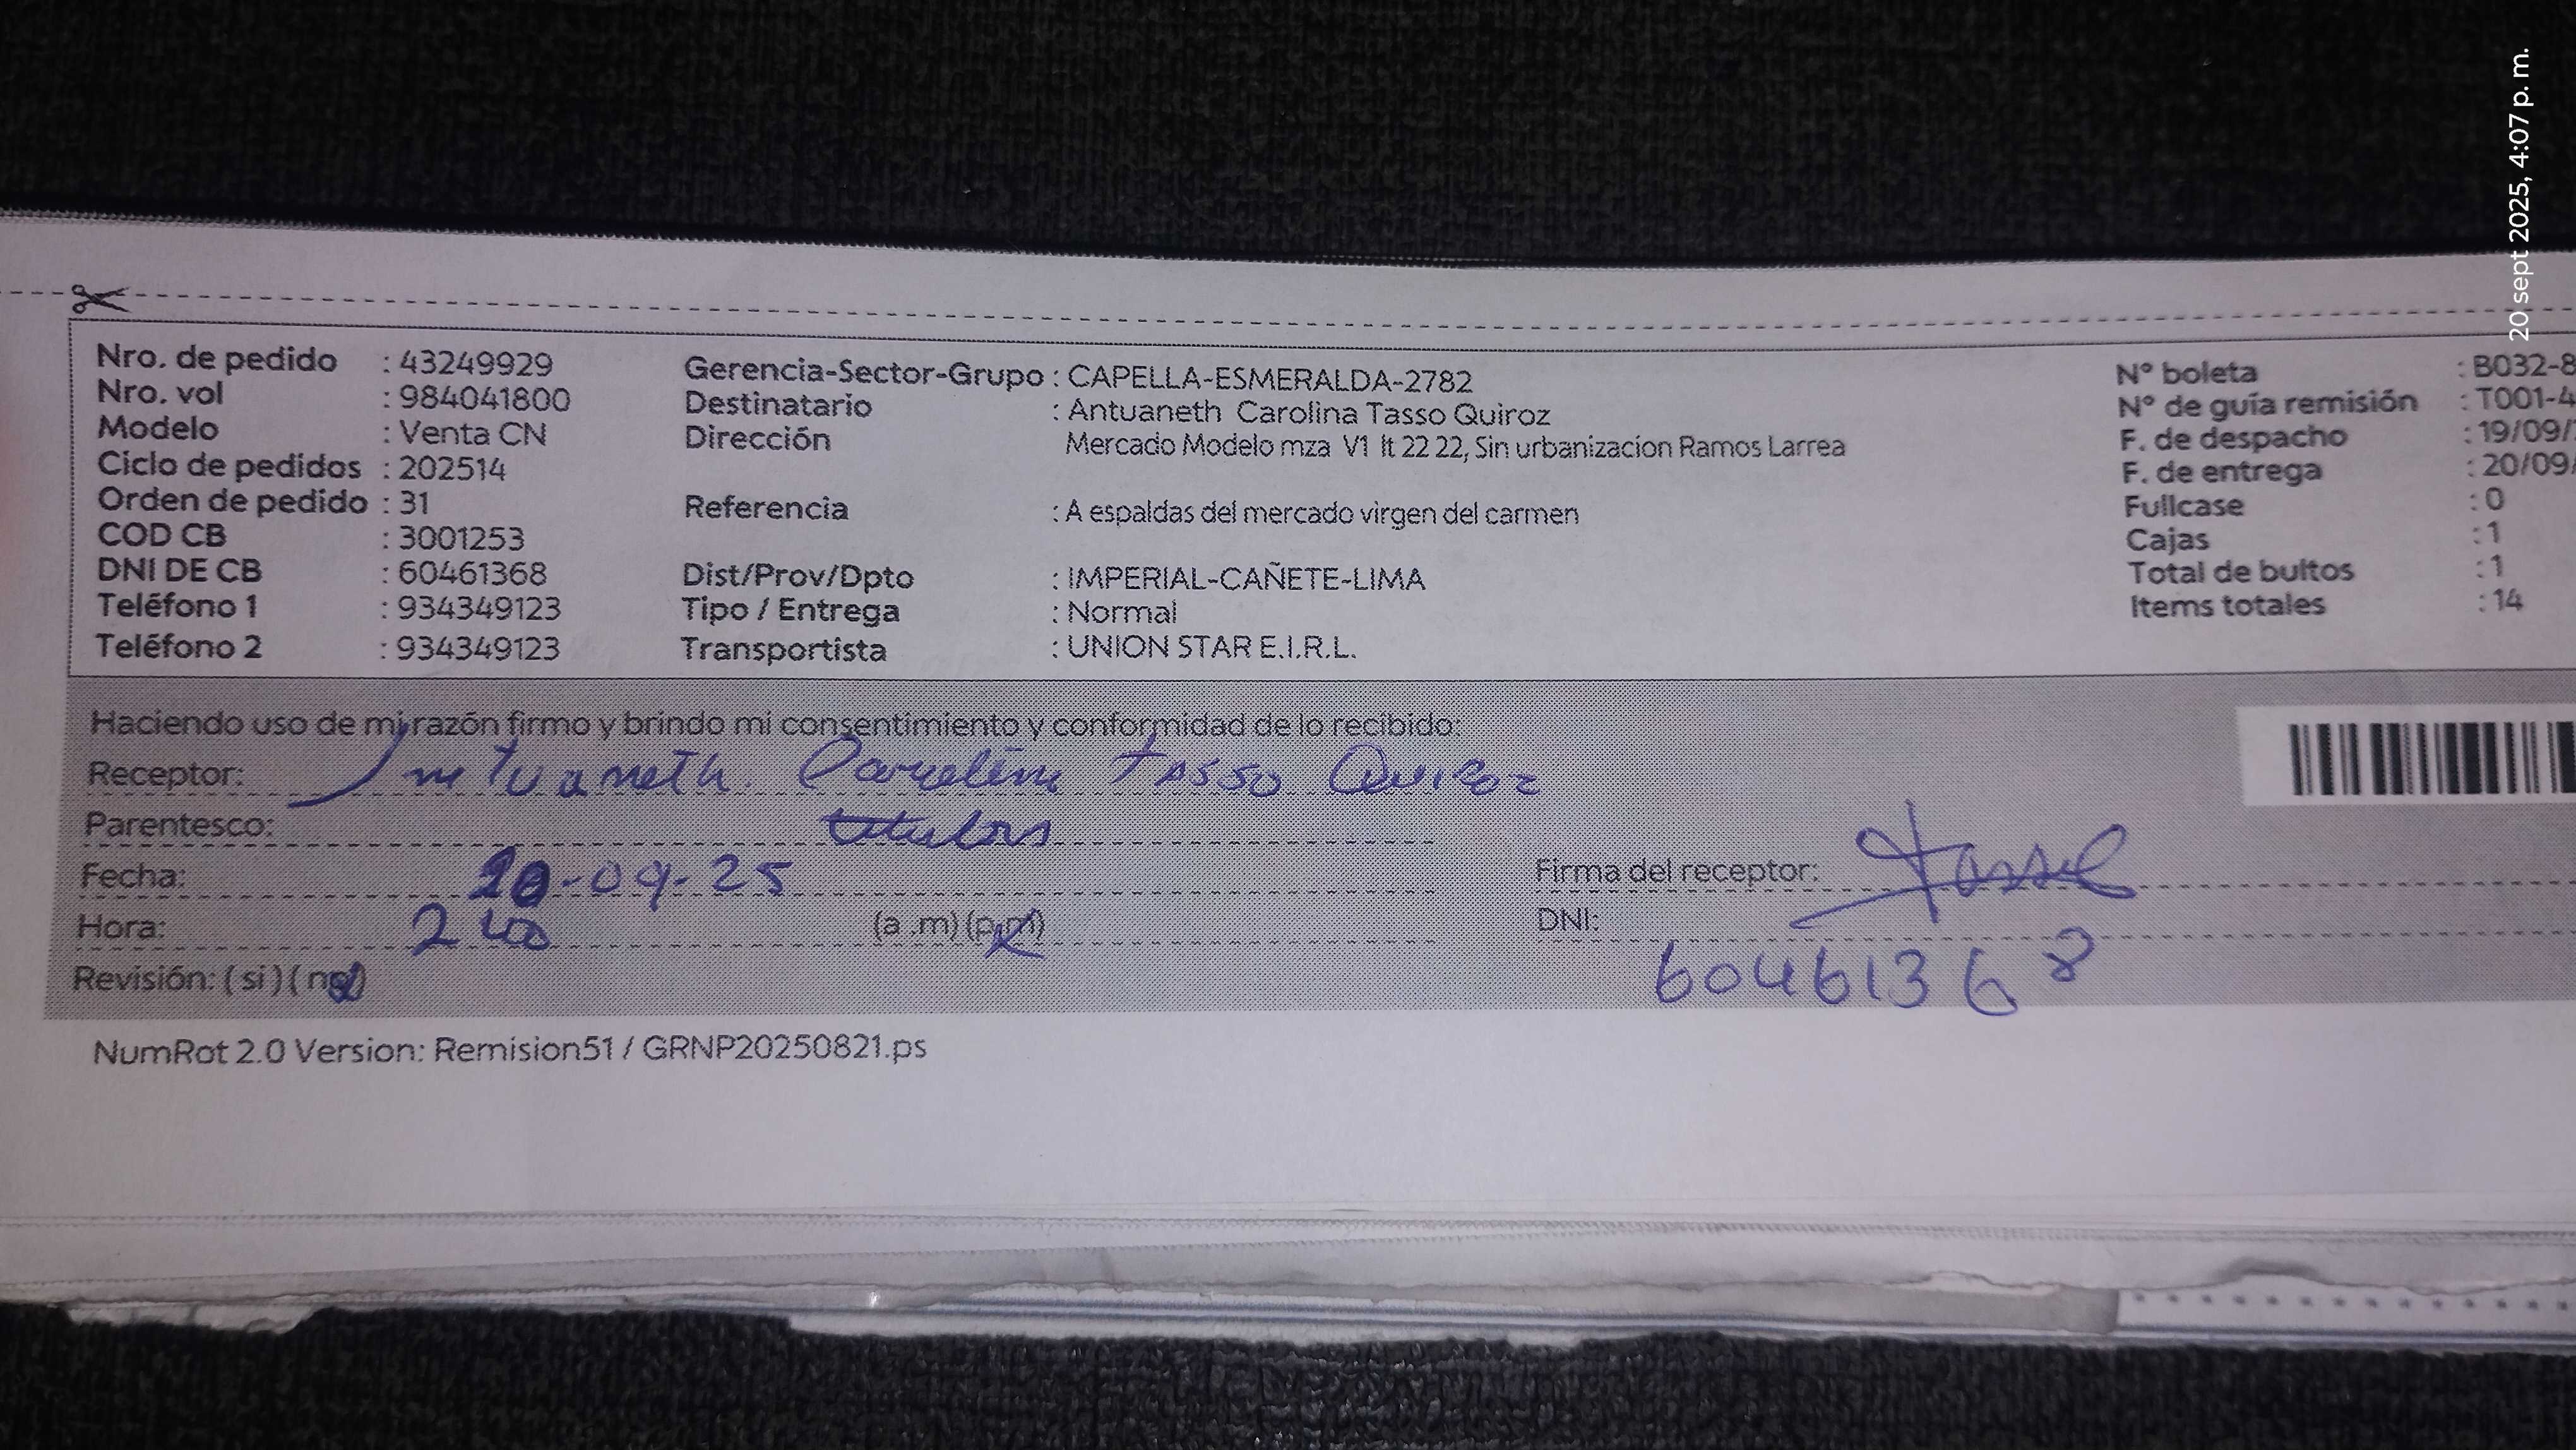 20 sept 2025, 4:07 p. m.
Nro. de pedido : 43249929
Nro. vol : 984041800
Modelo : Venta CN
Ciclo de pedidos : 202514
Orden de pedido : 31
COD CB : 3001253
DNI DE CB : 60461368
Teléfono 1 : 934349123
Teléfono 2 : 934349123
Gerencia-Sector-Grupo : CAPELLA-ESMERALDA-2782
Destinatario : Antuaneth Carolina Tasso Quiroz
Dirección Mercado Modelo mza V1 lt 22 22, Sin urbanizacion Ramos Larrea
Referencia : A espaldas del mercado virgen del carmen
Dist/Prov/Dpto : IMPERIAL-CAÑETE-LIMA
Tipo / Entrega : Normal
Transportista : UNION STAR E.I.R.L.
N° boleta : B032-8
N° de guía remisión : T001-4
F. de despacho : 19/09/
F. de entrega : 20/09/
Fullcase : 0
Cajas : 1
Total de bultos : 1
Items totales : 14
Haciendo uso de mi razón firmo y brindo mi consentimiento y conformidad de lo recibido:
Receptor: Antuaneth. Carolina Tasso Quiroz
Parentesco:
Fecha: 20-09-25
Hora: 2 (a .m) (p.m)
Revisión: ( si ) ( no )
Firma del receptor:
DNI: 60461368
NumRot 2.0 Version: Remision51 / GRNP20250821.ps